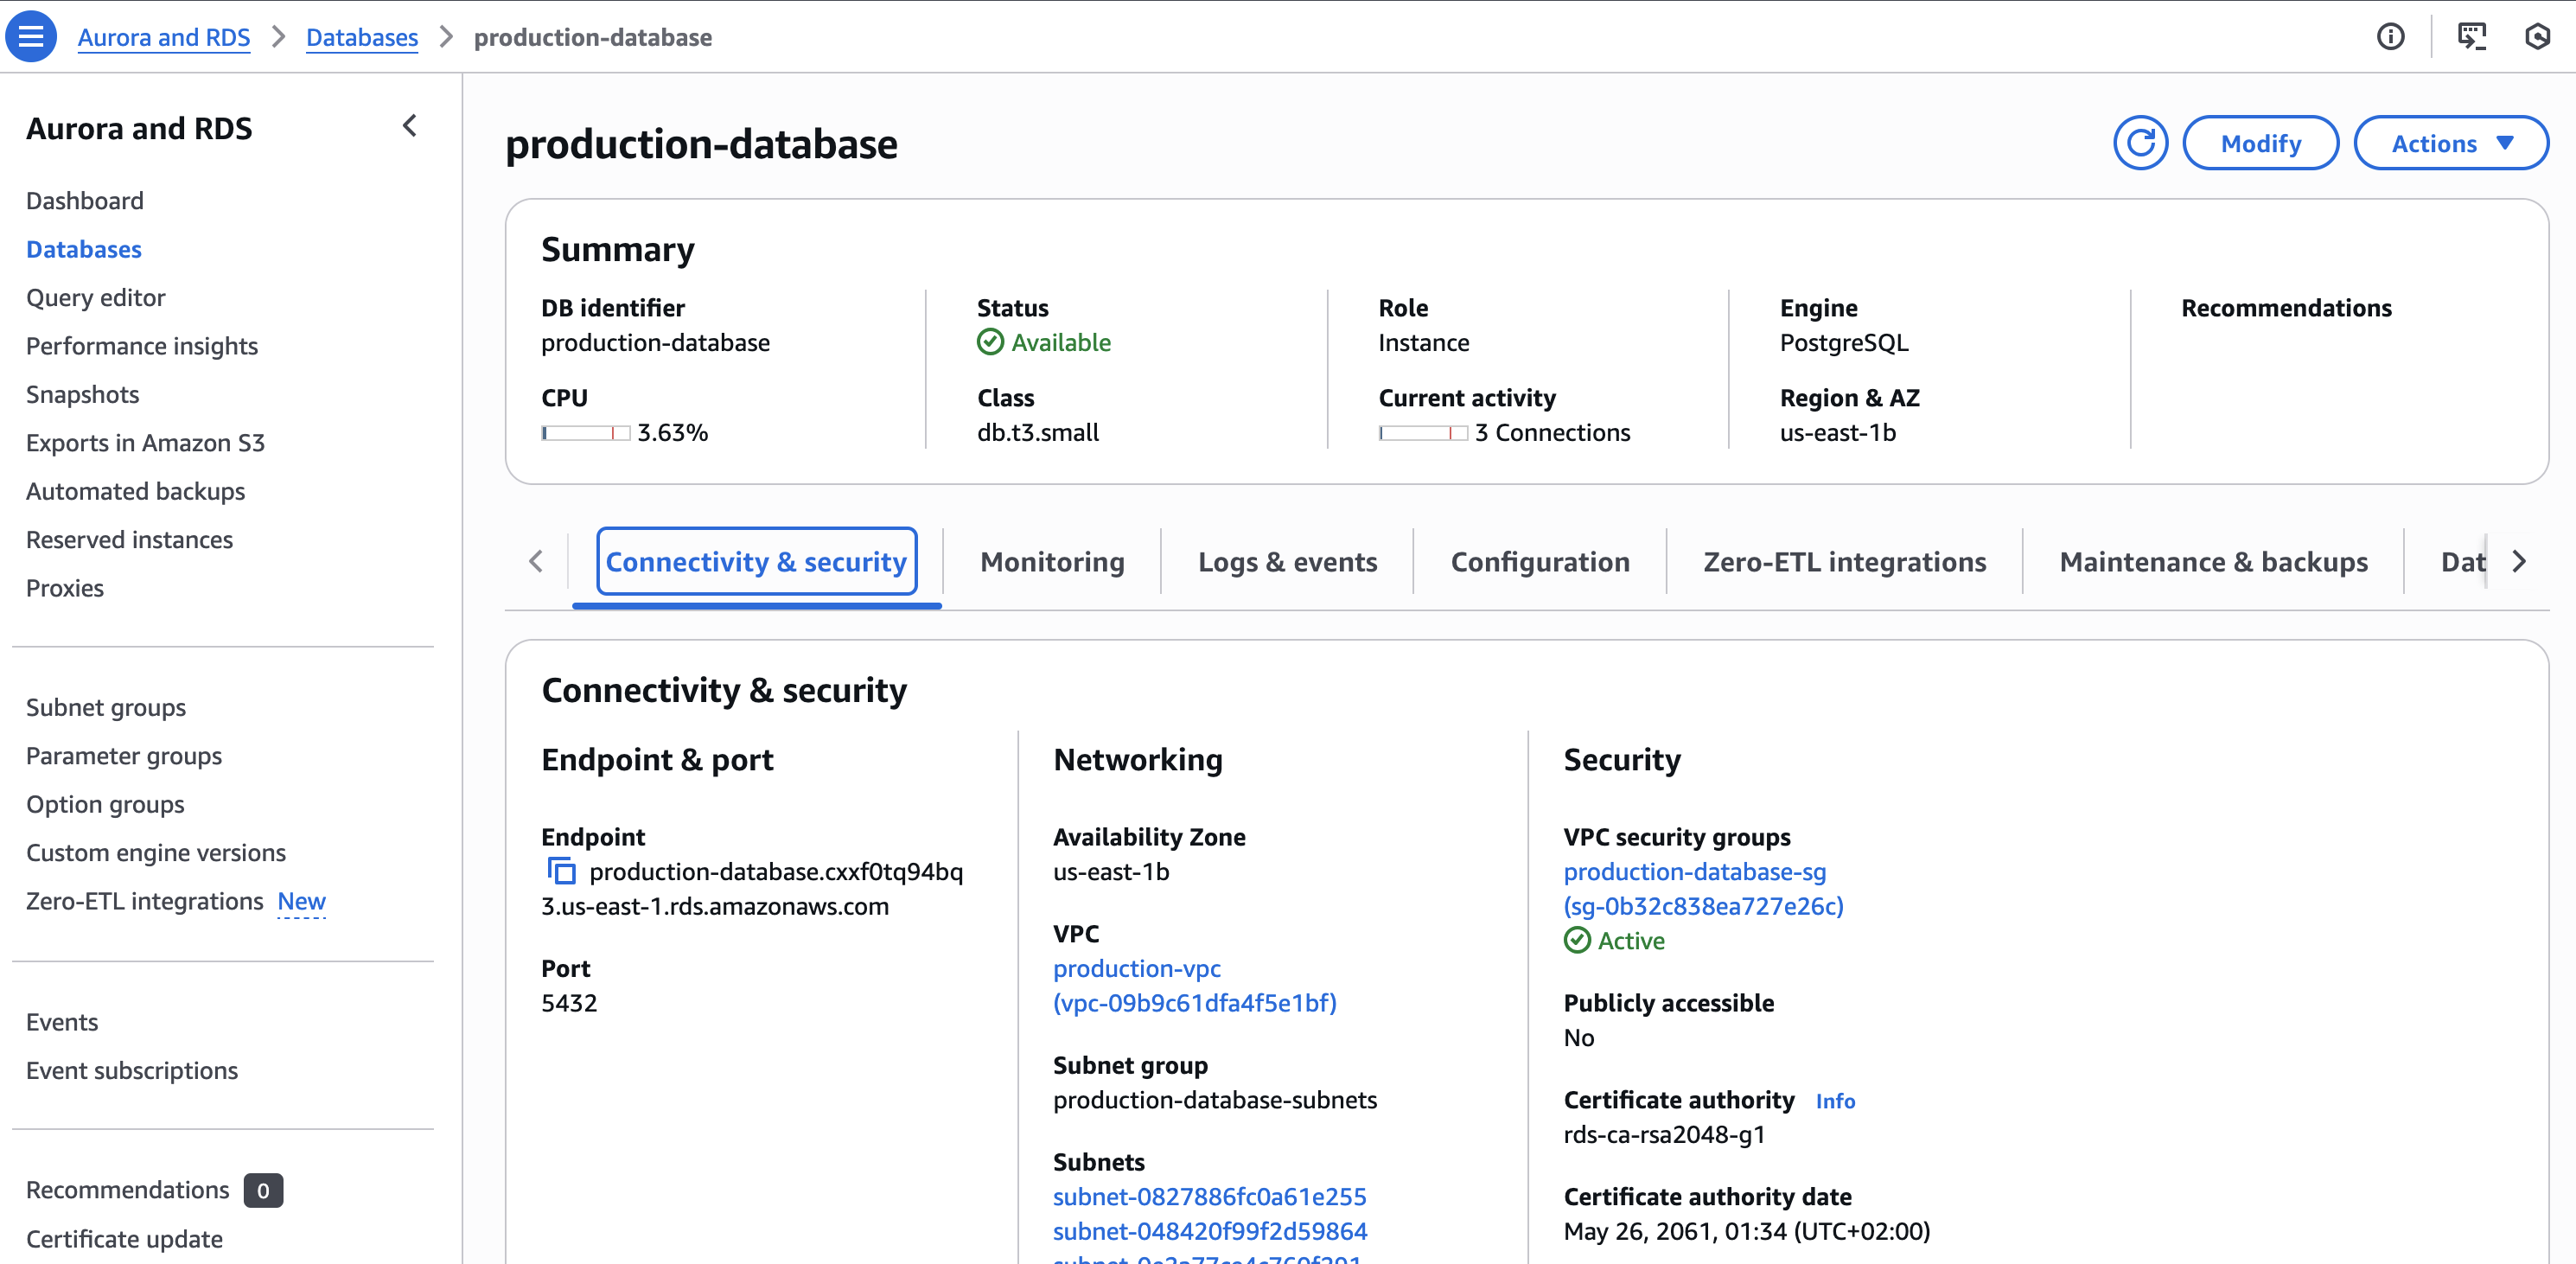 Aurora and RDS > Databases > production-database
Aurora and RDS
Dashboard
Databases
Query editor
Performance insights
Snapshots
Exports in Amazon S3
Automated backups
Reserved instances
Proxies
Subnet groups
Parameter groups
Option groups
Custom engine versions
Zero-ETL integrations New
Events
Event subscriptions
Recommendations 0
Certificate update
production-database
Modify
Actions
Summary
DB identifier
production-database
CPU
3.63%
Status
Available
Class
db.t3.small
Role
Instance
Current activity
3 Connections
Engine
PostgreSQL
Region & AZ
us-east-1b
Recommendations
Connectivity & security
Monitoring
Logs & events
Configuration
Zero-ETL integrations
Maintenance & backups
Dat
Connectivity & security
Endpoint & port
Endpoint
production-database.cxxf0tq94bq
3.us-east-1.rds.amazonaws.com
Port
5432
Networking
Availability Zone
us-east-1b
VPC
production-vpc
(vpc-09b9c61dfa4f5e1bf)
Subnet group
production-database-subnets
Subnets
subnet-0827886fc0a61e255
subnet-048420f99f2d59864
Security
VPC security groups
production-database-sg
(sg-0b32c838ea727e26c)
Active
Publicly accessible
No
Certificate authority Info
rds-ca-rsa2048-g1
Certificate authority date
May 26, 2061, 01:34 (UTC+02:00)